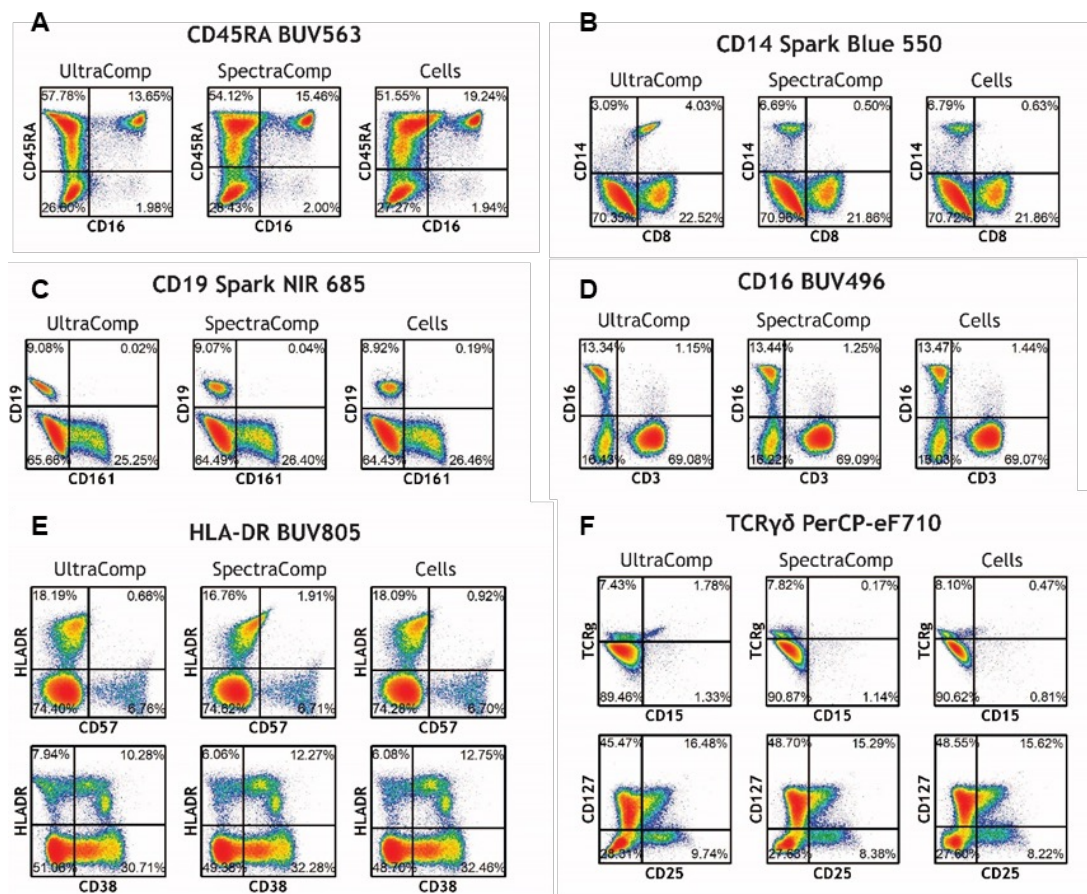 A
CD45RA BUV563
UltraComp SpectraComp Cells
57.78% 13.65% 54.12% 15.46% 51.55% 19.24%
CD45RA CD45RA CD45RA
26.60% 1.98% 28.43% 2.00% 27.27% 1.94%
CD16 CD16 CD16
B
CD14 Spark Blue 550
UltraComp SpectraComp Cells
3.09% 4.03% 6.69% 0.50% 6.79% 0.63%
CD14 CD14 CD14
70.35% 22.52% 70.96% 21.86% 70.72% 21.86%
CD8 CD8 CD8
C
CD19 Spark NIR 685
UltraComp SpectraComp Cells
9.08% 0.02% 9.07% 0.04% 8.92% 0.19%
CD19 CD19 CD19
65.66% 25.25% 64.49% 26.40% 64.43% 26.46%
CD161 CD161 CD161
D
CD16 BUV496
UltraComp SpectraComp Cells
13.34% 1.15% 13.44% 1.25% 13.47% 1.44%
CD16 CD16 CD16
16.43% 69.08% 16.22% 69.09% 69.07%
CD3 CD3 CD3
E
HLA-DR BUV805
UltraComp SpectraComp Cells
18.19% 0.66% 16.76% 1.91% 18.09% 0.92%
HLADR HLADR HLADR
74.40% 6.76% 74.62% 6.71% 74.28% 6.70%
CD57 CD57 CD57
7.94% 10.28% 6.06% 12.27% 6.08% 12.75%
HLADR HLADR HLADR
51.06% 30.71% 49.38% 32.28% 48.70% 32.46%
CD38 CD38 CD38
F
TCRγδ PerCP-eF710
UltraComp SpectraComp Cells
7.43% 1.78% 7.82% 0.17% 8.10% 0.47%
TCRg TCRg TCRg
89.46% 1.33% 90.87% 1.14% 90.62% 0.81%
CD15 CD15 CD15
45.47% 16.48% 48.70% 15.29% 48.55% 15.62%
CD127 CD127 CD127
28.31% 9.74% 27.63% 8.38% 27.60% 8.22%
CD25 CD25 CD25